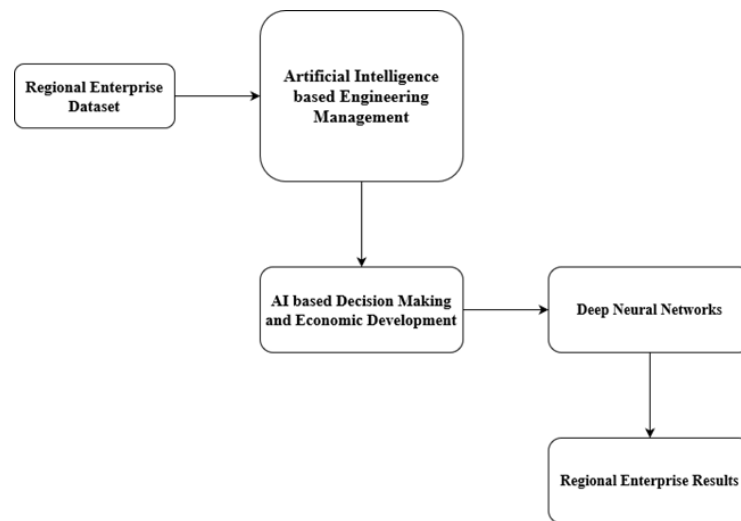 Regional Enterprise
Dataset
Artificial Intelligence
based Engineering
Management
AI based Decision Making
and Economic Development
Deep Neural Networks
Regional Enterprise Results